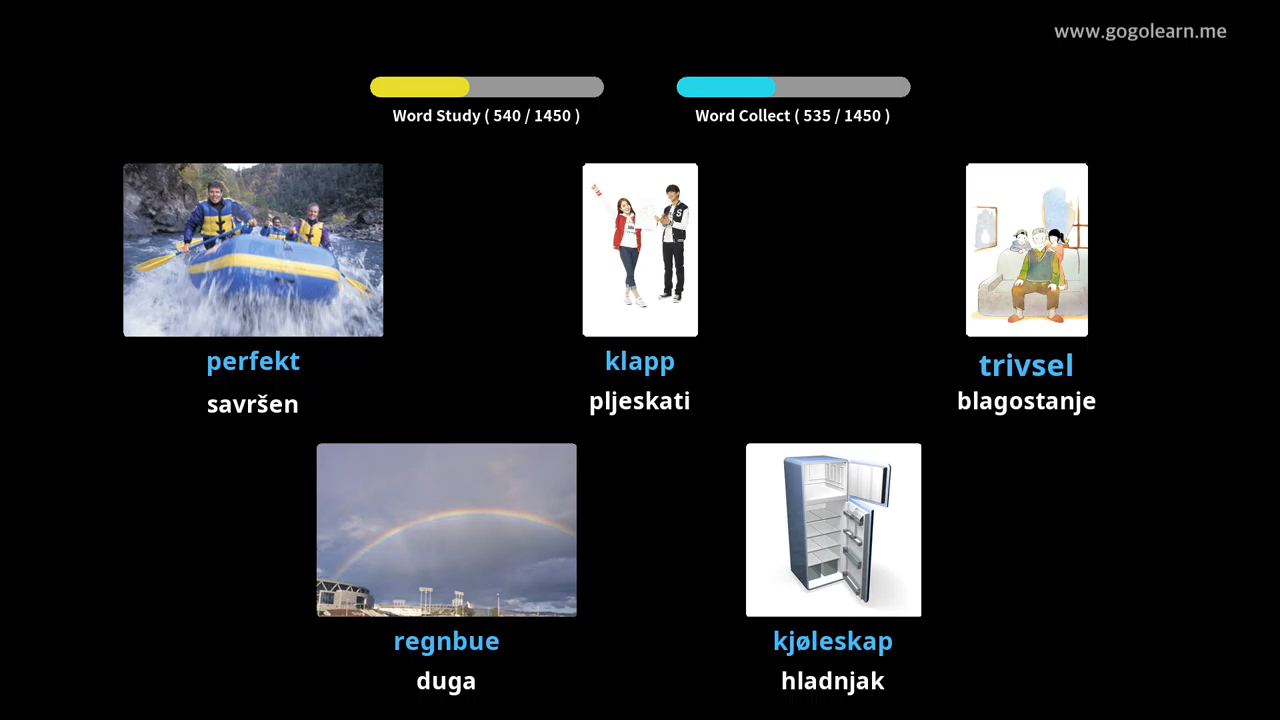 www.gogolearn.me
Word Study ( 540 / 1450 )
Word Collect ( 535 / 1450 )
perfekt
savršen
klapp
pljeskati
trivsel
blagostanje
regnbue
duga
kjøleskap
hladnjak